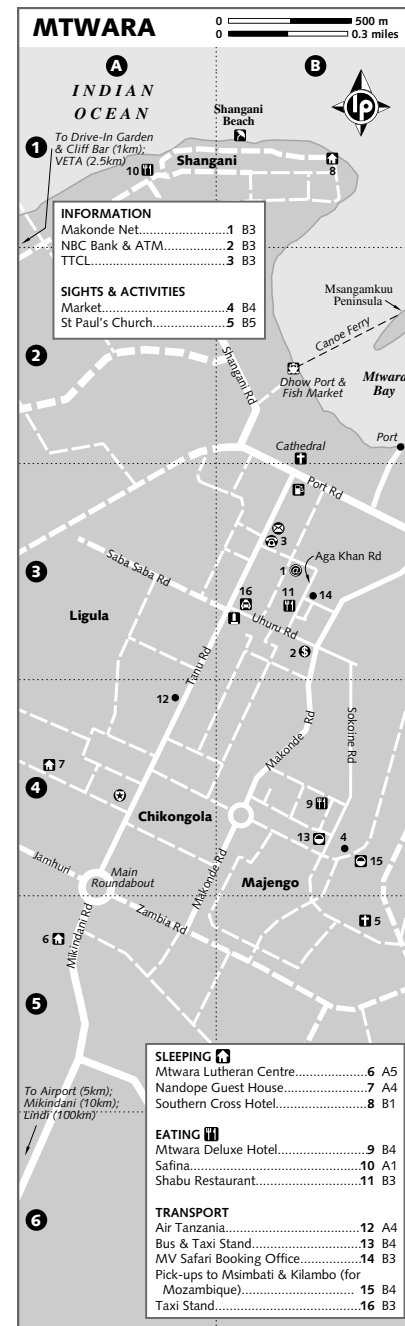 MTWARA
0 500 m
0 0.3 miles
A
B
INDIAN
OCEAN
Shangani
Beach
lp
1
To Drive-In Garden
& Cliff Bar (1km);
VETA (2.5km)
Shangani
10
8
INFORMATION
Makonde Net....................1 B3
NBC Bank & ATM...............2 B3
TTCL................................3 B3
SIGHTS & ACTIVITIES
Market.............................4 B4
St Paul's Church................5 B5
Msangamkuu
Peninsula
Canoe Ferry
2
Shangani Rd
Dhow Port &
Fish Market
Mtwara
Bay
Port
Cathedral
Port Rd
3
Aga Khan Rd
3
Saba Saba Rd
1 @
16
11
14
Ligula
Uhuru Rd
2 $
Tanu Rd
12
Makonde Rd
Sokoine Rd
7
4
9
Chikongola
13
4
15
Jamhuri
Main
Roundabout
Makonde Rd
Majengo
Zambia Rd
5
6
Mikindani Rd
5
SLEEPING
Mtwara Lutheran Centre...............6 A5
Nandope Guest House..................7 A4
Southern Cross Hotel....................8 B1
To Airport (5km);
Mikindani (10km);
Lindi (100km)
EATING
Mtwara Deluxe Hotel....................9 B4
Safina........................................10 A1
Shabu Restaurant.......................11 B3
6
TRANSPORT
Air Tanzania...............................12 A4
Bus & Taxi Stand........................13 B4
MV Safari Booking Office............14 B3
Pick-ups to Msimbati & Kilambo (for
Mozambique)........................... 15 B4
Taxi Stand..................................16 B3